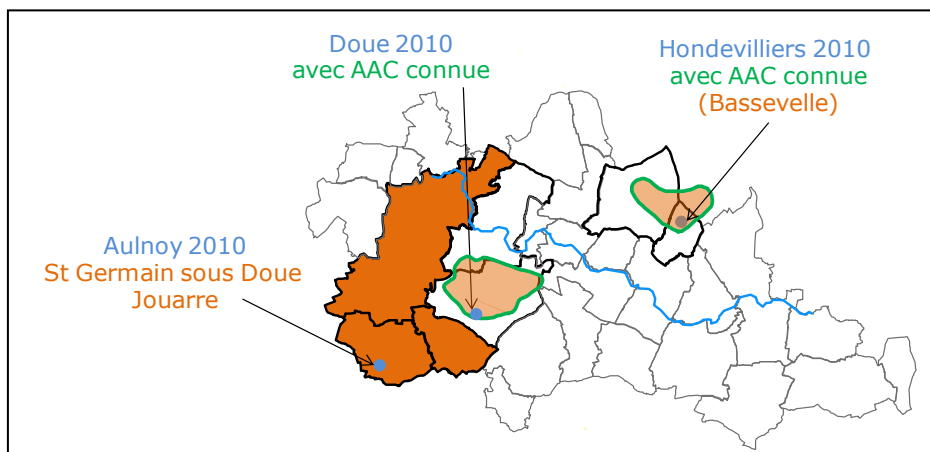 Doue 2010
avec AAC connue
Hondevilliers 2010
avec AAC connue
(Bassevelle)
Aulnoy 2010
St Germain sous Doue
Jouarre